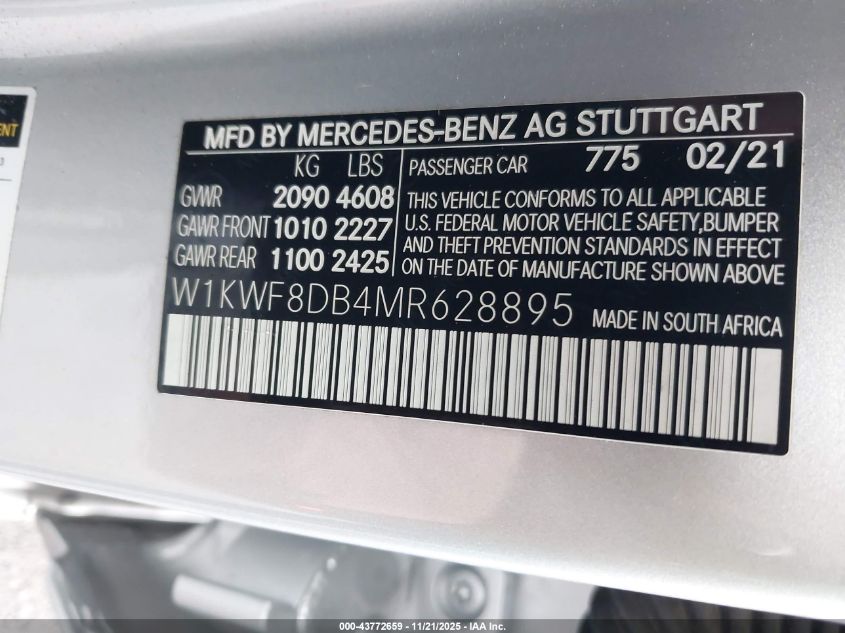 MFD BY MERCEDES-BENZ AG STUTTGART
KG LBS
GVWR 2090 4608
GAWR FRONT 1010 2227
GAWR REAR 1100 2425
PASSENGER CAR 775 02/21
THIS VEHICLE CONFORMS TO ALL APPLICABLE
U.S. FEDERAL MOTOR VEHICLE SAFETY,BUMPER
AND THEFT PREVENTION STANDARDS IN EFFECT
ON THE DATE OF MANUFACTURE SHOWN ABOVE
W1KWF8DB4MR628895 MADE IN SOUTH AFRICA
000-43772659 - 11/21/2025 - IAA Inc.